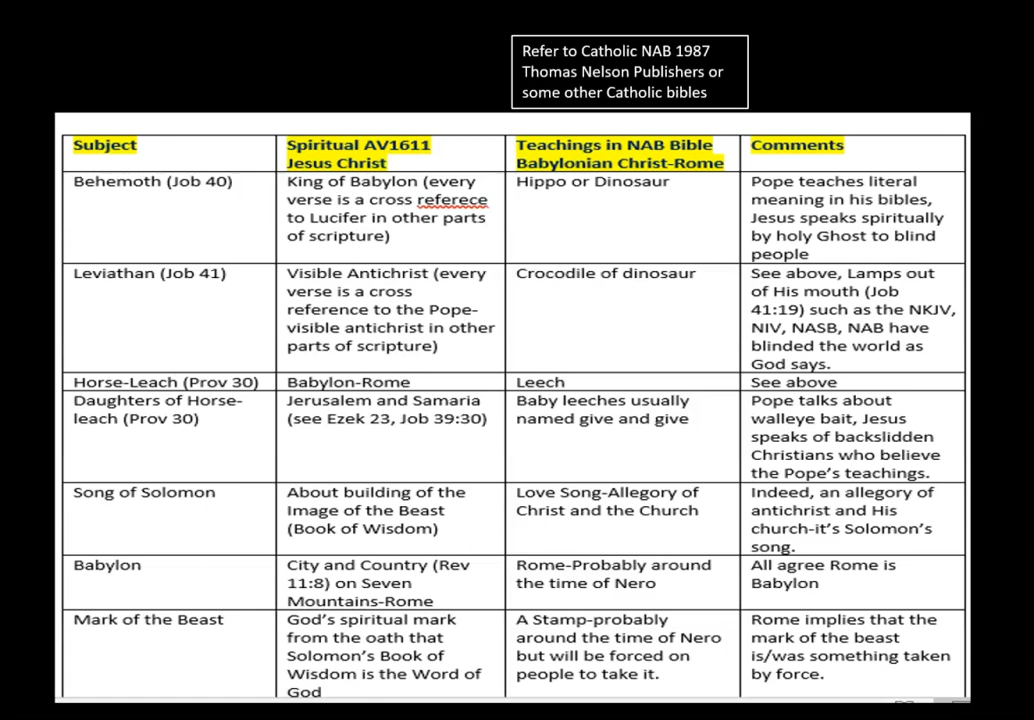 Refer to Catholic NAB 1987
Thomas Nelson Publishers or
some other Catholic bibles
Subject
Spiritual AV1611
Jesus Christ
Teachings in NAB Bible
Babylonian Christ-Rome
Comments
Behemoth (Job 40)
King of Babylon (every
verse is a cross referece
to Lucifer in other parts
of scripture)
Hippo or Dinosaur
Pope teaches literal
meaning in his bibles,
Jesus speaks spiritually
by holy Ghost to blind
people
Leviathan (Job 41)
Visible Antichrist (every
verse is a cross
reference to the Pope-
visible antichrist in other
parts of scripture)
Crocodile of dinosaur
See above, Lamps out
of His mouth (Job
41:19) such as the NKJV,
NIV, NASB, NAB have
blinded the world as
God says.
Horse-Leach (Prov 30)
Babylon-Rome
Leech
See above
Daughters of Horse-
leach (Prov 30)
Jerusalem and Samaria
(see Ezek 23, Job 39:30)
Baby leeches usually
named give and give
Pope talks about
walleye bait, Jesus
speaks of backslidden
Christians who believe
the Pope's teachings.
Song of Solomon
About building of the
Image of the Beast
(Book of Wisdom)
Love Song-Allegory of
Christ and the Church
Indeed, an allegory of
antichrist and His
church-it's Solomon's
song.
Babylon
City and Country (Rev
11:8) on Seven
Mountains-Rome
Rome-Probably around
the time of Nero
All agree Rome is
Babylon
Mark of the Beast
God's spiritual mark
from the oath that
Solomon's Book of
Wisdom is the Word of
God
A Stamp-probably
around the time of Nero
but will be forced on
people to take it.
Rome implies that the
mark of the beast
is/was something taken
by force.